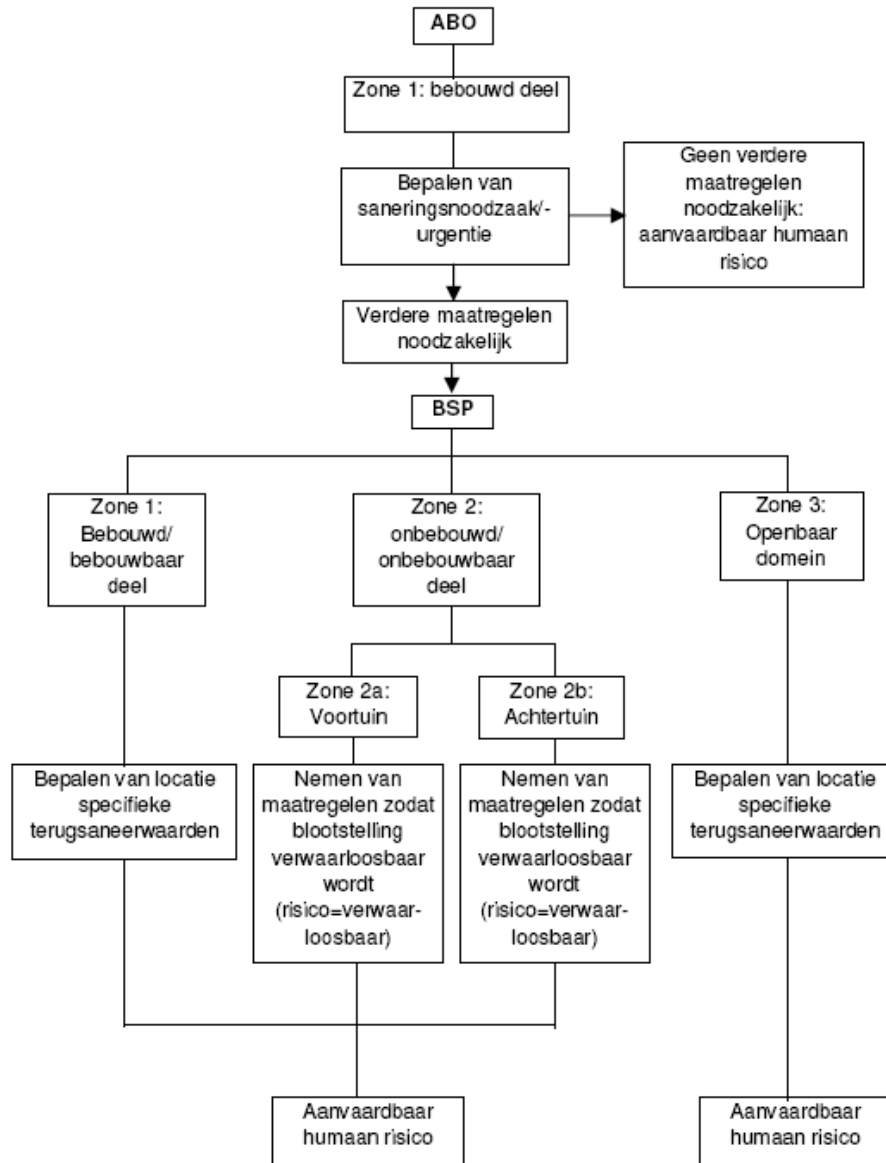 ABO
Zone 1: bebouwd deel
Bepalen van
saneringsnoodzaak/-
urgentie
Geen verdere
maatregelen
noodzakelijk:
aanvaardbaar humaan
risico
Verdere maatregelen
noodzakelijk
BSP
Zone 1:
Bebouwd/
bebouwbaar
deel
Zone 2:
onbebouwd/
onbebouwbaar
deel
Zone 3:
Openbaar
domein
Zone 2a:
Voortuin
Zone 2b:
Achtertuin
Bepalen van locatie
specifieke
terugsaneerwaarden
Nemen van
maatregelen zodat
blootstelling
verwaarloosbaar
wordt
(risico=verwaar-
loosbaar)
Nemen van
maatregelen zodat
blootstelling
verwaarloosbaar
wordt
(risico=verwaar-
loosbaar)
Bepalen van locatie
specifieke
terugsaneerwaarden
Aanvaardbaar
humaan risico
Aanvaardbaar
humaan risico